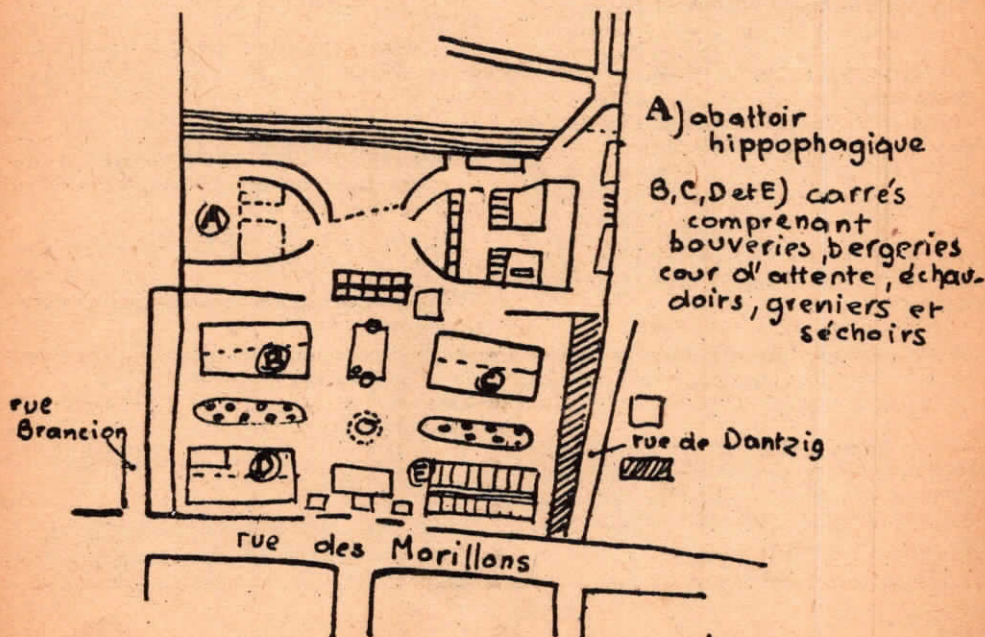 A) abattoir
hippophagique
B, C, D et E) carrés
comprenant
bouveries, bergeries
cour d'attente, échau-
doirs, greniers et
séchoirs
A
B
C
rue
Brancion
rue de Dantzig
D
E
rue des Morillons